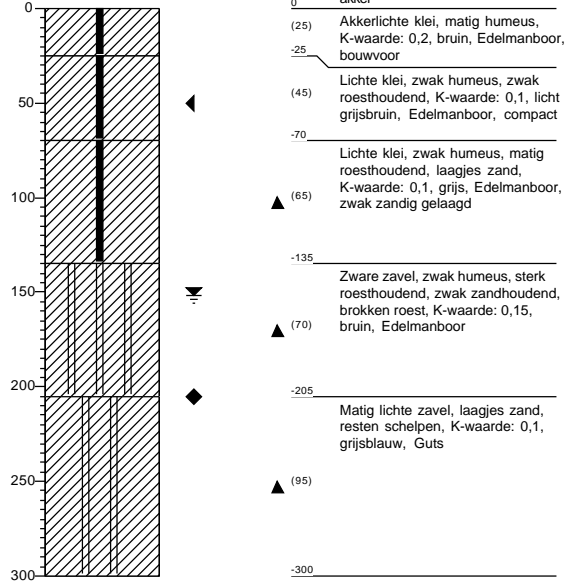 0
akker
0
(25)
Akkerlichte klei, matig humeus,
K-waarde: 0,2, bruin, Edelmanboor,
bouwvoor
-25
50
(45)
Lichte klei, zwak humeus, zwak
roesthoudend, K-waarde: 0,1, licht
grijsbruin, Edelmanboor, compact
-70
100
(65)
Lichte klei, zwak humeus, matig
roesthoudend, laagjes zand,
K-waarde: 0,1, grijs, Edelmanboor,
zwak zandig gelaagd
-135
150
(70)
Zware zavel, zwak humeus, sterk
roesthoudend, zwak zandhoudend,
brokken roest, K-waarde: 0,15,
bruin, Edelmanboor
200
-205
Matig lichte zavel, laagjes zand,
resten schelpen, K-waarde: 0,1,
grijsblauw, Guts
250
(95)
300
-300